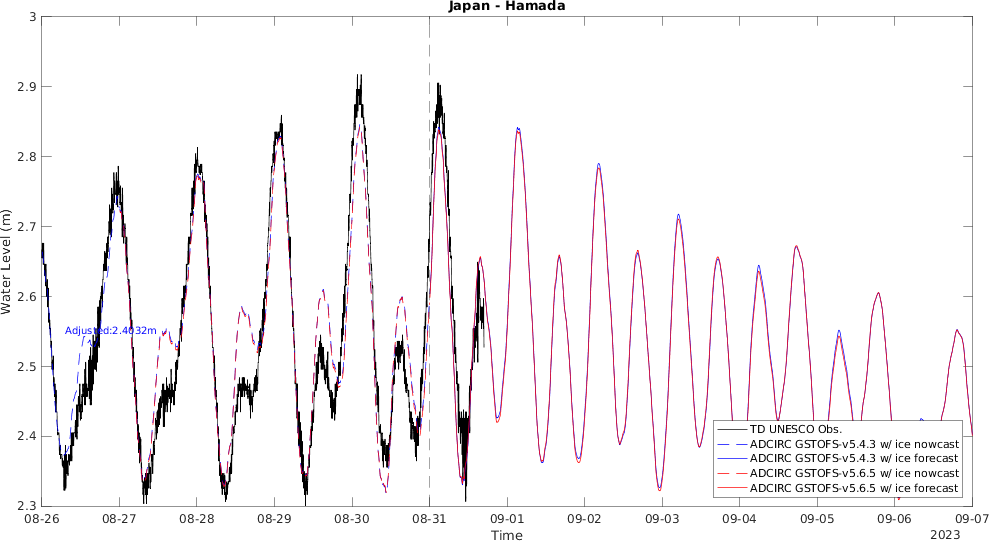 Japan - Hamada
Water Level (m)
3
2.9
2.8
2.7
2.6
2.5
2.4
2.3
Adjusted:2.4032m
TD UNESCO Obs.
ADCIRC GSTOFS-v5.4.3 w/ ice nowcast
ADCIRC GSTOFS-v5.4.3 w/ ice forecast
ADCIRC GSTOFS-v5.6.5 w/ ice nowcast
ADCIRC GSTOFS-v5.6.5 w/ ice forecast
08-26 08-27 08-28 08-29 08-30 08-31 09-01 09-02 09-03 09-04 09-05 09-06 09-07
Time
2023